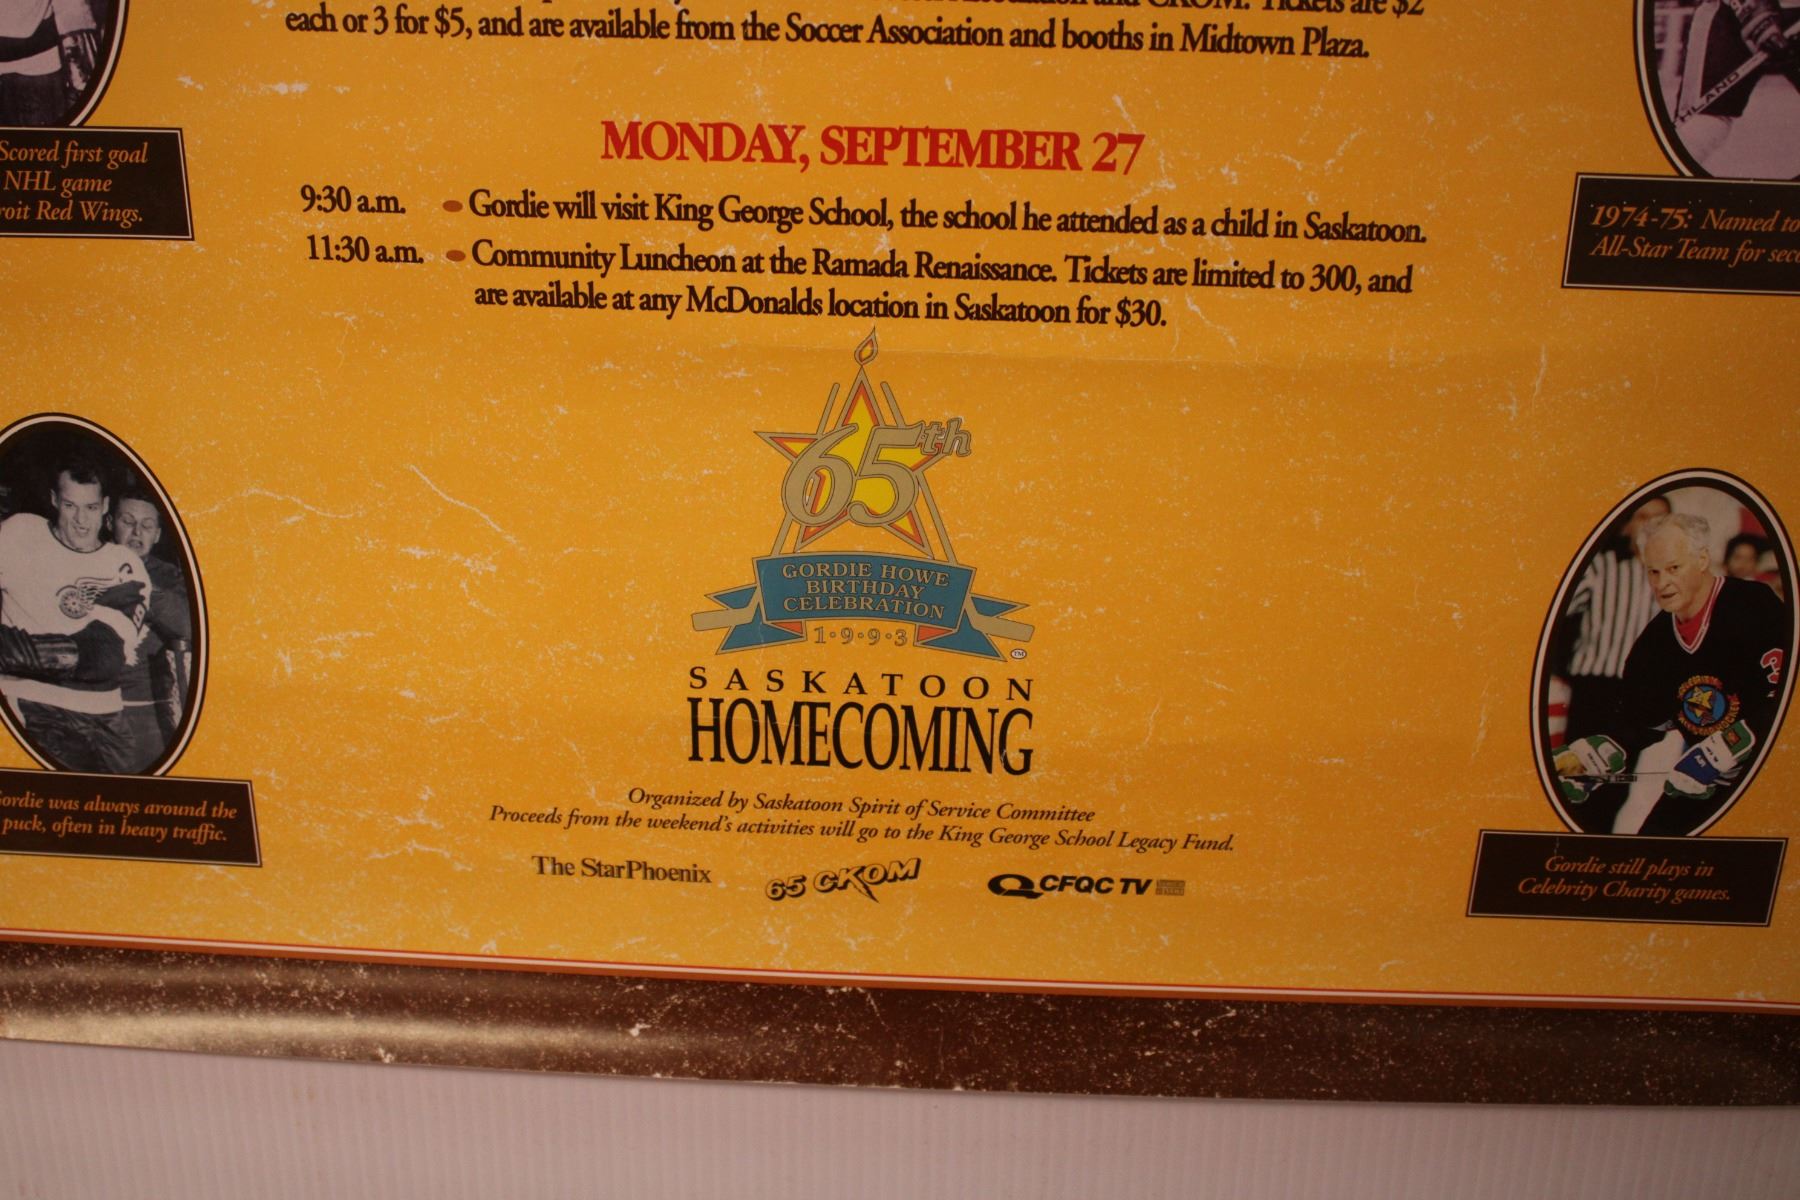 Tickets are $2
each or 3 for $5, and are available from the Soccer Association and booths in Midtown Plaza.
Scored first goal
NHL game
roit Red Wings.
HLAND
1974-75: Named to
All-Star Team for sec
MONDAY, SEPTEMBER 27
9:30 a.m. • Gordie will visit King George School, the school he attended as a child in Saskatoon.
11:30 a.m. • Community Luncheon at the Ramada Renaissance. Tickets are limited to 300, and
are available at any McDonalds location in Saskatoon for $30.
65th
GORDIE HOWE
BIRTHDAY
CELEBRATION
1·9·9·3
TM
SASKATOON
HOMECOMING
Organized by Saskatoon Spirit of Service Committee
Proceeds from the weekend's activities will go to the King George School Legacy Fund.
The StarPhoenix
65 CKOM
CFQC TV
ordie was always around the
puck, often in heavy traffic.
Gordie still plays in
Celebrity Charity games.